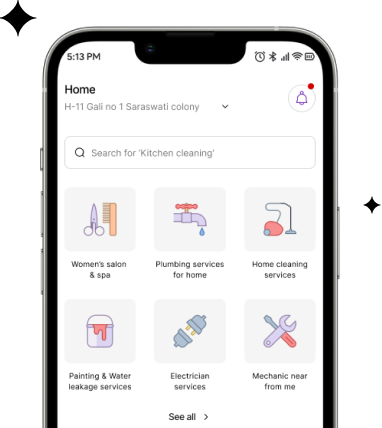 5:13 PM
Home
H-11 Gali no 1 Saraswati colony
Search for 'Kitchen cleaning'
Women's salon
& spa
Plumbing services
for home
Home cleaning
services
Painting & Water
leakage services
Electrician
services
Mechanic near
from me
See all